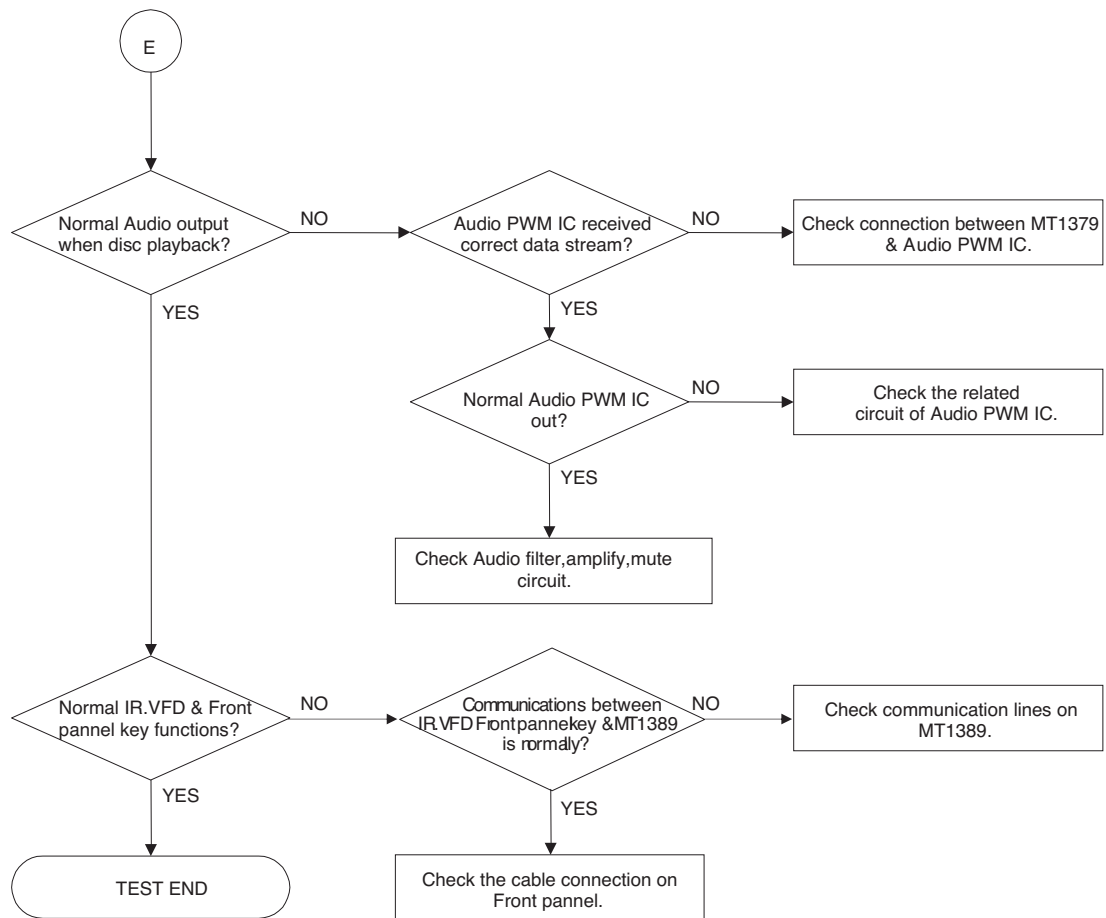 E
Normal Audio output
when disc playback?
NO
Audio PWM IC received
correct data stream?
NO
Check connection between MT1379
& Audio PWM IC.
YES
YES
Normal Audio PWM IC
out?
NO
Check the related
circuit of Audio PWM IC.
YES
Check Audio filter,amplify,mute
circuit.
Normal IR.VFD & Front
pannel key functions?
NO
Communications between
IR.VFD Front pannekey &MT1389
is normaly?
NO
Check communication lines on
MT1389.
YES
YES
TEST END
Check the cable connection on
Front pannel.